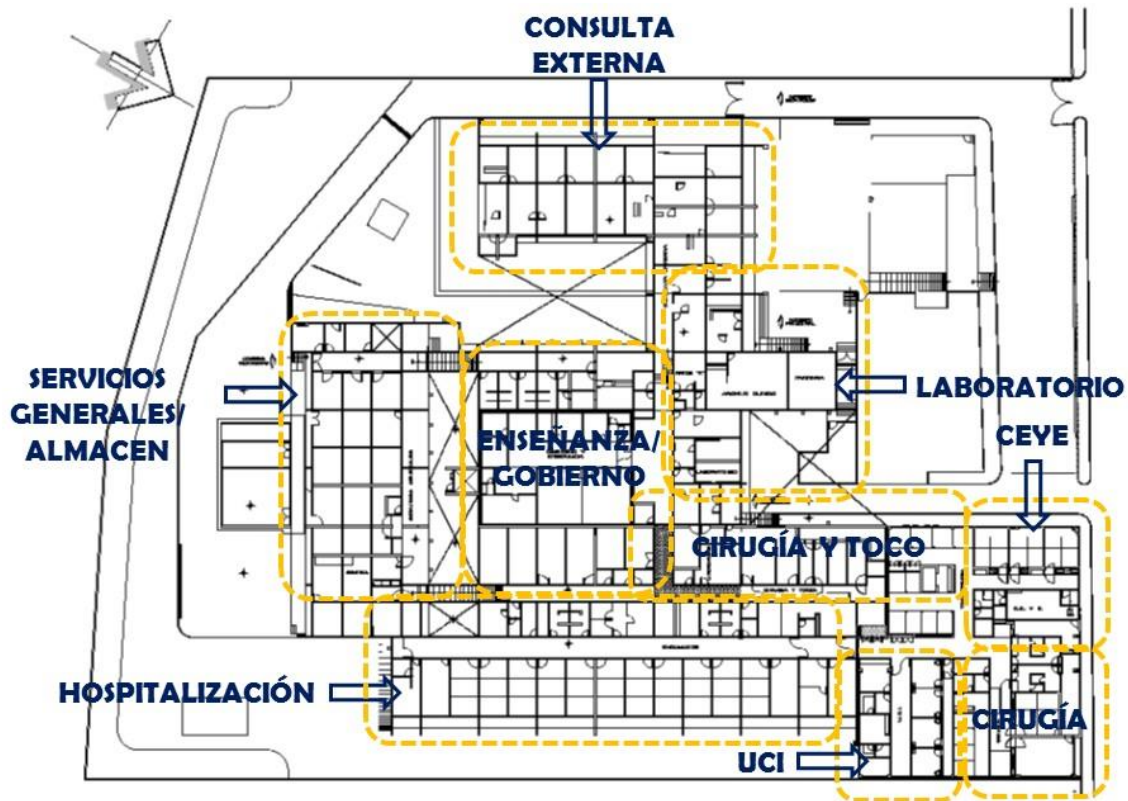 CONSULTA
EXTERNA
SERVICIOS
GENERALES/
ALMACEN
ENSEÑANZA/
GOBIERNO
LABORATORIO
CEYE
CIRUGÍA Y TOCO
HOSPITALIZACIÓN
UCI
CIRUGÍA